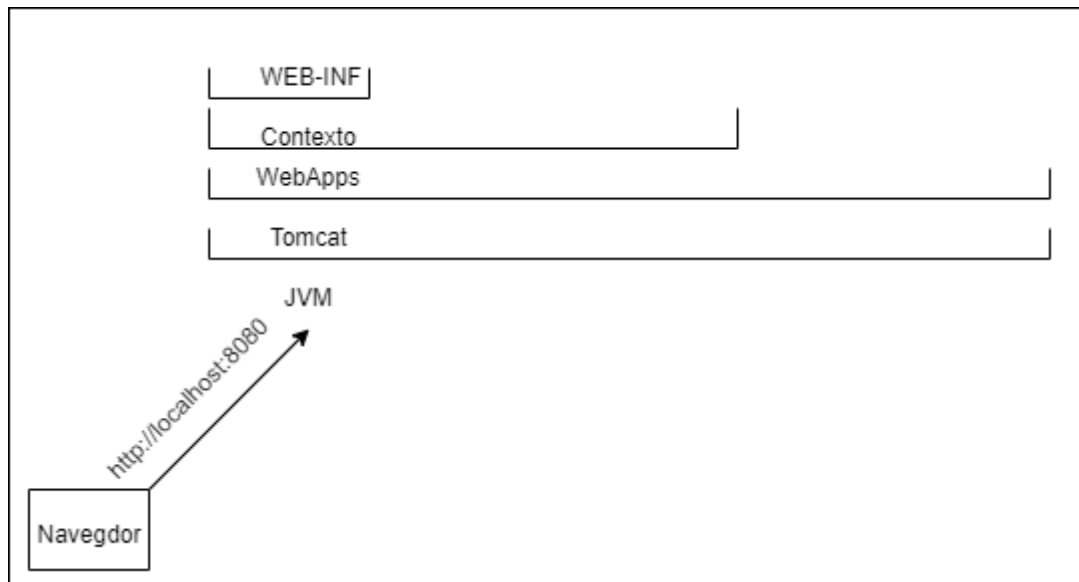 WEB-INF
Contexto
WebApps
Tomcat
JVM
http://localhost:8080
Navegdor